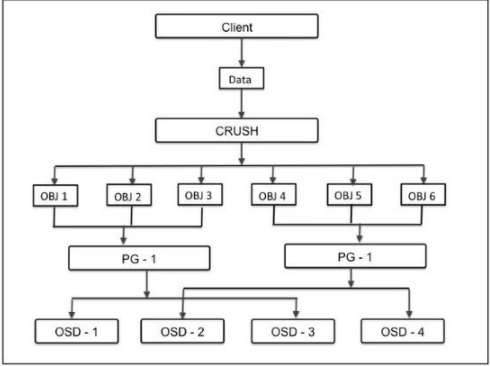 Client
Data
CRUSH
OBJ 1 OBJ 2 OBJ 3 OBJ 4 OBJ 5 OBJ 6
PG - 1 PG - 1
OSD - 1 OSD - 2 OSD - 3 OSD - 4